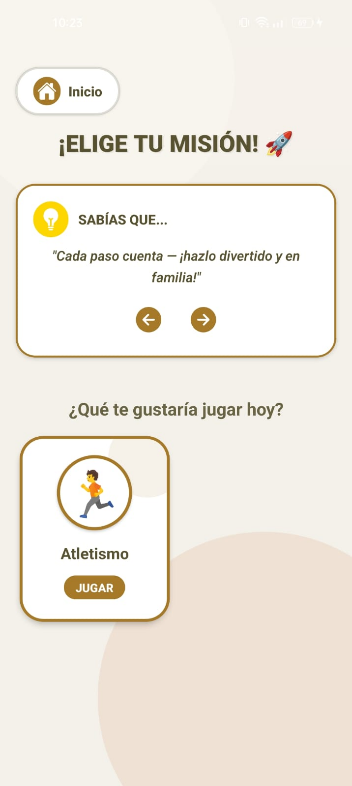 10:23
Inicio
¡ELIGE TU MISIÓN! 🚀
SABÍAS QUE...
"Cada paso cuenta — ¡hazlo divertido y en
familia!"
¿Qué te gustaría jugar hoy?
Atletismo
JUGAR